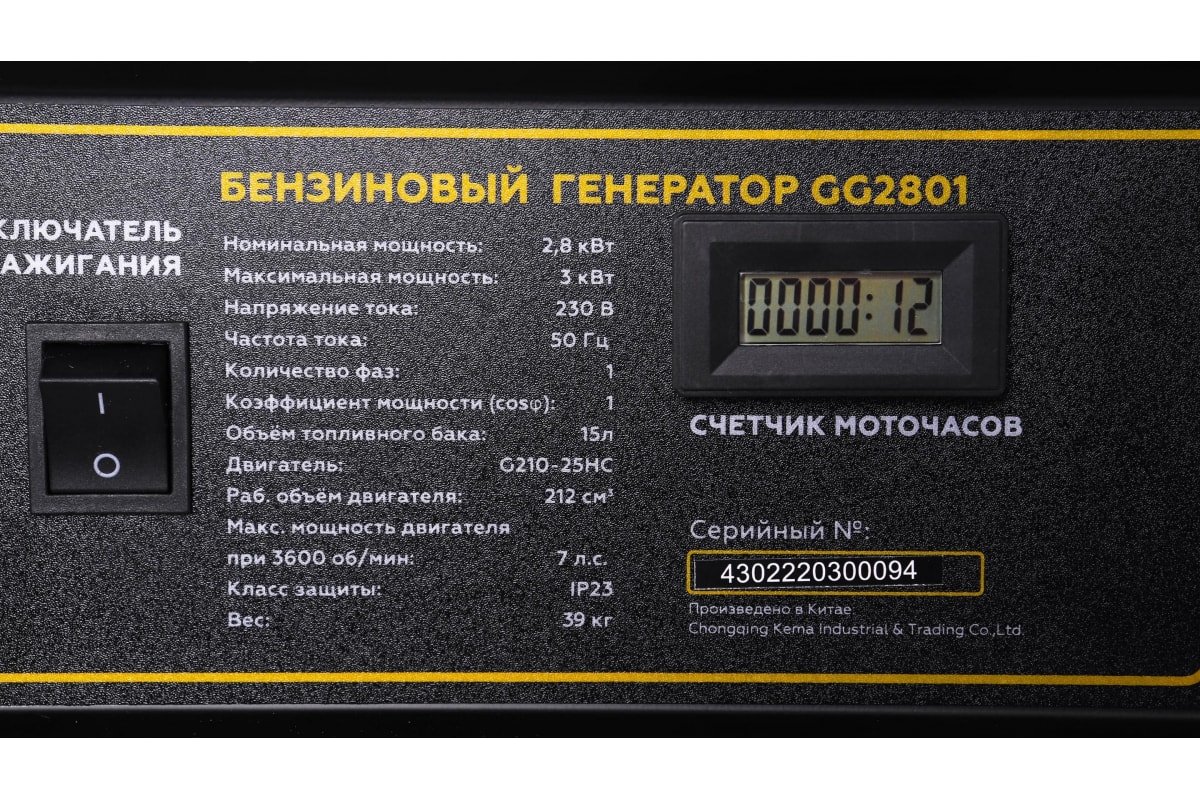 БЕНЗИНОВЫЙ ГЕНЕРАТОР GG2801
КЛЮЧАТЕЛЬ
АЖИГАНИЯ
I
O
Номинальная мощность: 2,8 кВт
Максимальная мощность: 3 кВт
Напряжение тока: 230 В
Частота тока: 50 Гц
Количество фаз: 1
Коэффициент мощности (cosφ): 1
Объём топливного бака: 15л
Двигатель: G210-25HC
Раб. объём двигателя: 212 см³
Макс. мощность двигателя
при 3600 об/мин: 7 л.с.
Класс защиты: IP23
Вес: 39 кг
0000:12
СЧЕТЧИК МОТОЧАСОВ
Серийный №:
4302220300094
Произведено в Китае.
Chongqing Kema Industrial & Trading Co.,Ltd.